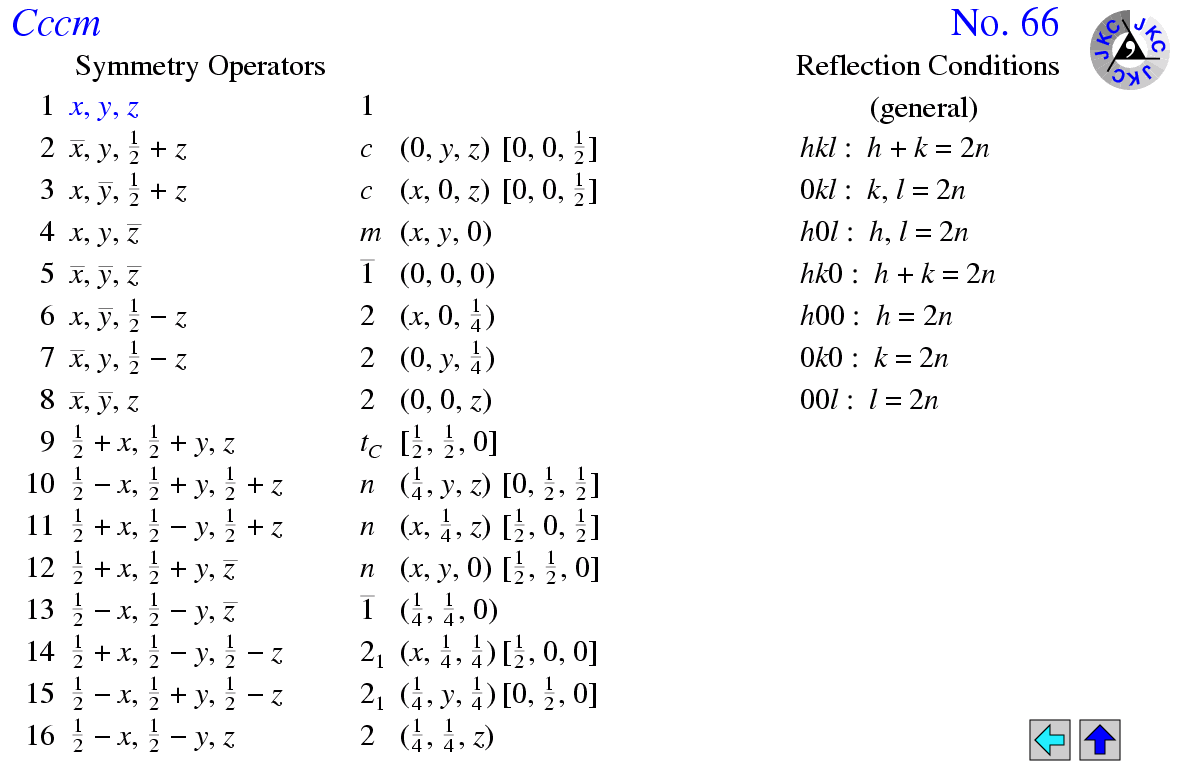 Cccm No. 66
JKC JKC JKC JKC
Symmetry Operators Reflection Conditions
1 x, y, z 1 (general)
2 x̅, y, ½ + z c (0, y, z) [0, 0, ½] hkl : h + k = 2n
3 x, y̅, ½ + z c (x, 0, z) [0, 0, ½] 0kl : k, l = 2n
4 x, y, z̅ m (x, y, 0) h0l : h, l = 2n
5 x̅, y̅, z̅ 1̅ (0, 0, 0) hk0 : h + k = 2n
6 x, y̅, ½ − z 2 (x, 0, ¼) h00 : h = 2n
7 x̅, y, ½ − z 2 (0, y, ¼) 0k0 : k = 2n
8 x̅, y̅, z 2 (0, 0, z) 00l : l = 2n
9 ½ + x, ½ + y, z t_C [½, ½, 0]
10 ½ − x, ½ + y, ½ + z n (¼, y, z) [0, ½, ½]
11 ½ + x, ½ − y, ½ + z n (x, ¼, z) [½, 0, ½]
12 ½ + x, ½ + y, z̅ n (x, y, 0) [½, ½, 0]
13 ½ − x, ½ − y, z̅ 1̅ (¼, ¼, 0)
14 ½ + x, ½ − y, ½ − z 2₁ (x, ¼, ¼) [½, 0, 0]
15 ½ − x, ½ + y, ½ − z 2₁ (¼, y, ¼) [0, ½, 0]
16 ½ − x, ½ − y, z 2 (¼, ¼, z)